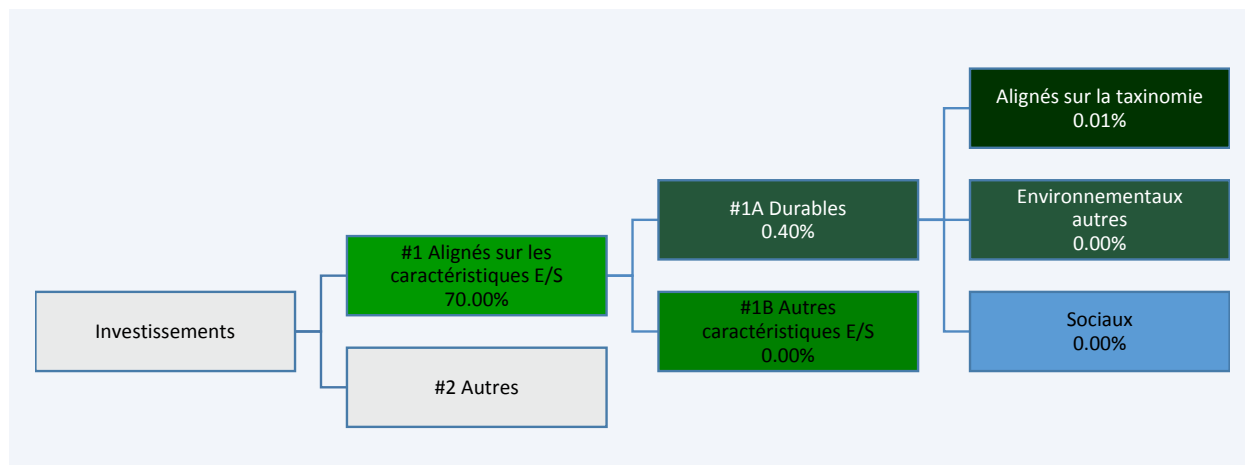 Investissements
#1 Alignés sur les
caractéristiques E/S
70.00%
#2 Autres
#1A Durables
0.40%
#1B Autres
caractéristiques E/S
0.00%
Alignés sur la taxinomie
0.01%
Environnementaux
autres
0.00%
Sociaux
0.00%